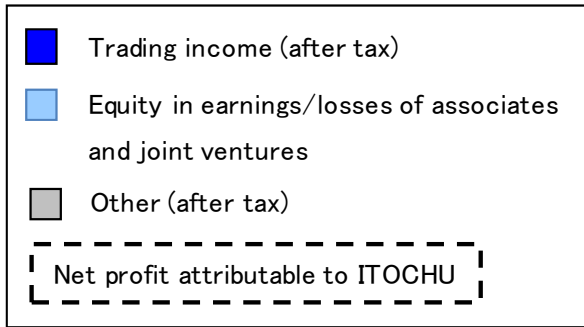 Trading income (after tax)
Equity in earnings/losses of associates
and joint ventures
Other (after tax)
Net profit attributable to ITOCHU